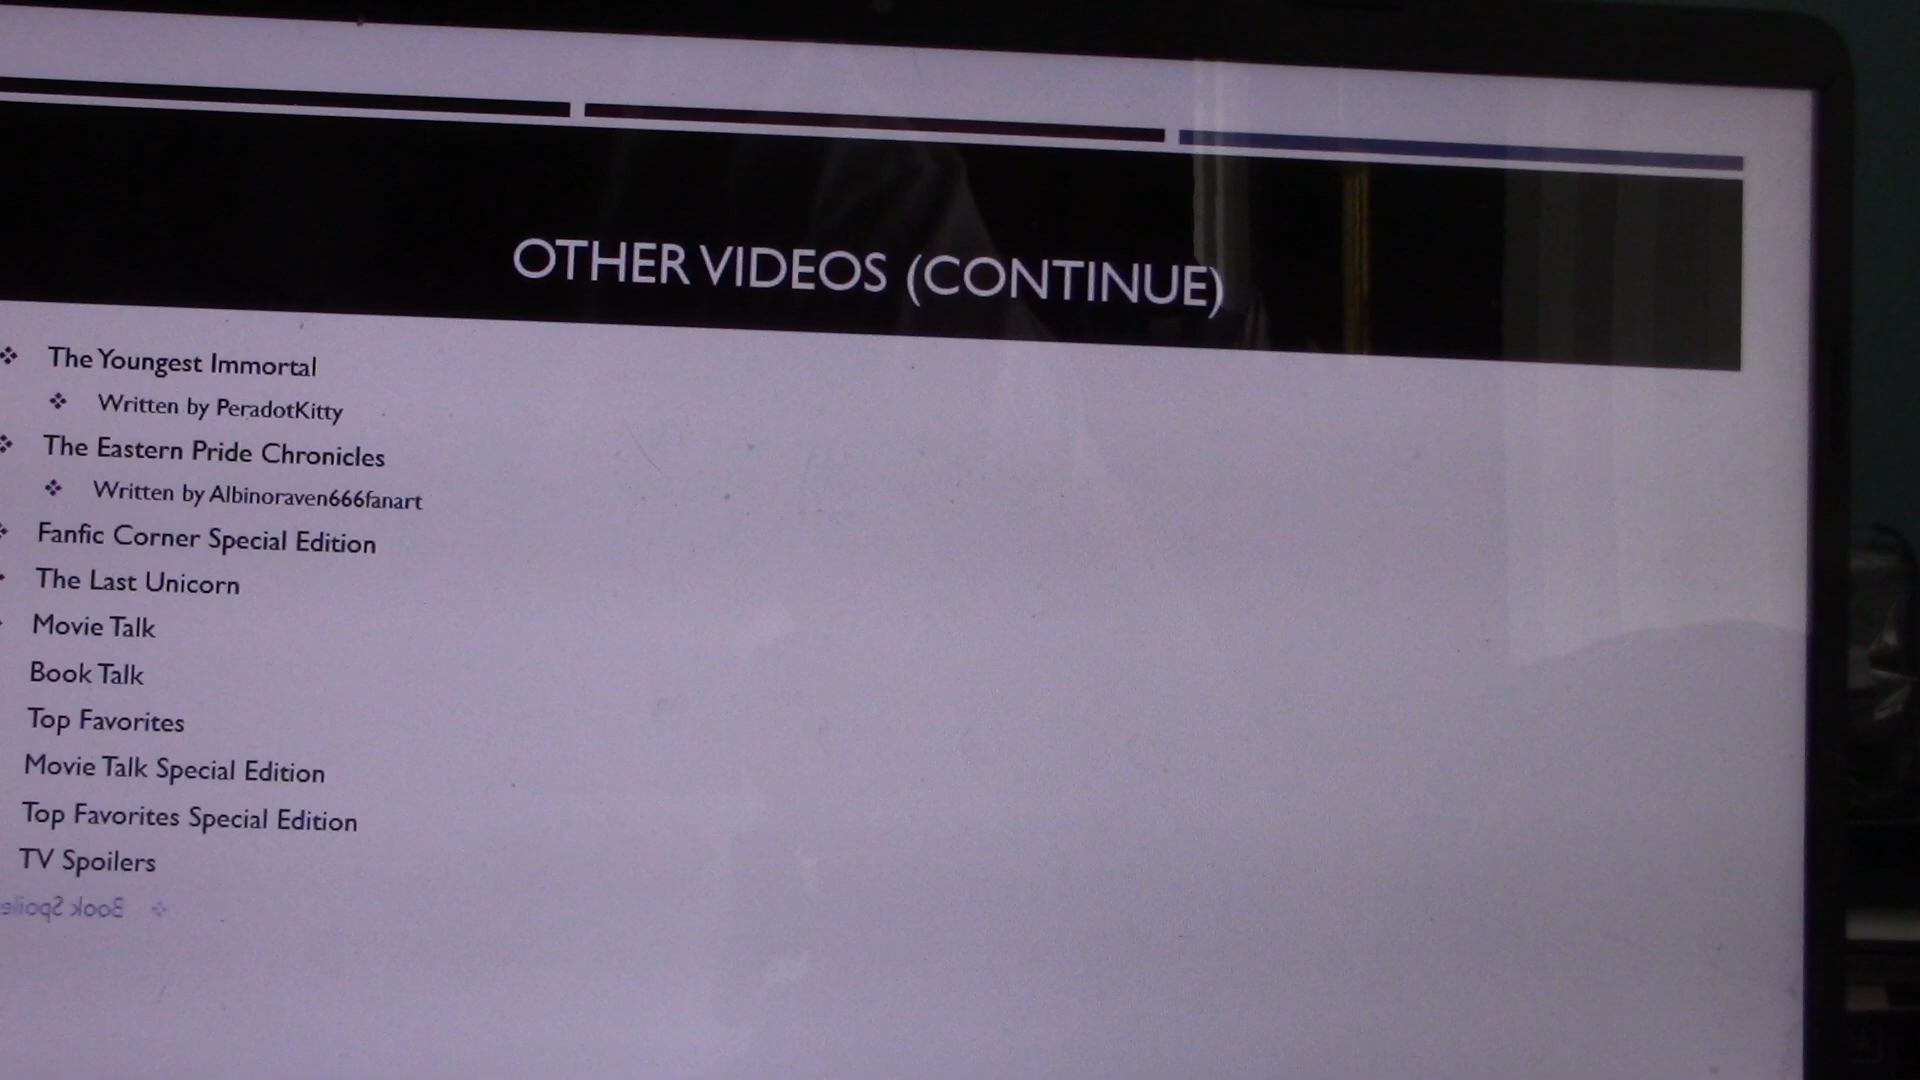 OTHER VIDEOS (CONTINUE)
The Youngest Immortal
Written by PeradotKitty
The Eastern Pride Chronicles
Written by Albinoraven666fanart
Fanfic Corner Special Edition
The Last Unicorn
Movie Talk
Book Talk
Top Favorites
Movie Talk Special Edition
Top Favorites Special Edition
TV Spoilers
Book